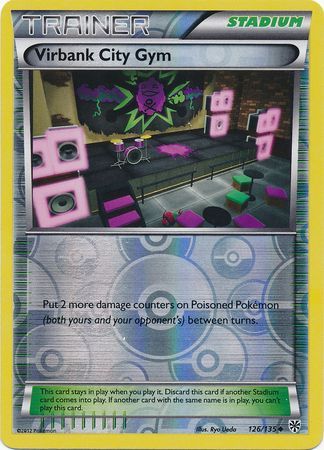 TRAINER
STADIUM
Virbank City Gym
Put 2 more damage counters on Poisoned Pokémon
(both yours and your opponent's) between turns.
This card stays in play when you play it. Discard this card if another Stadium
card comes into play. If another card with the same name is in play, you can't
play this card.
©2012 Pokémon
Illus. Ryo Ueda
126/135